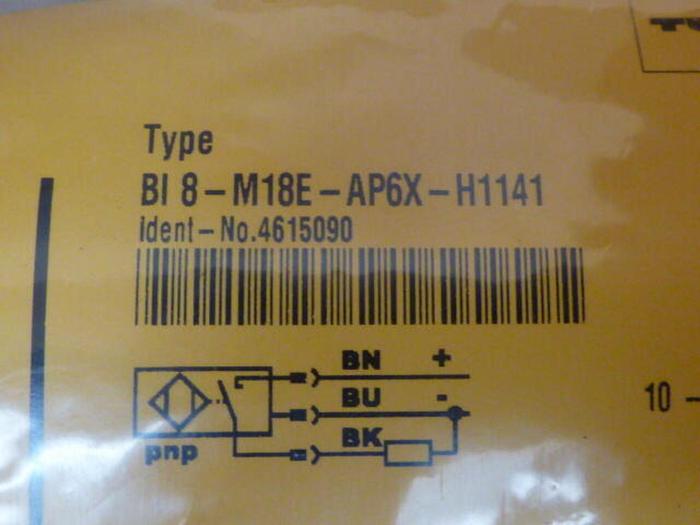 Type
BI 8-M18E-AP6X-H1141
Ident-No.4615090
BN +
BU -
BK
pnp
10 -